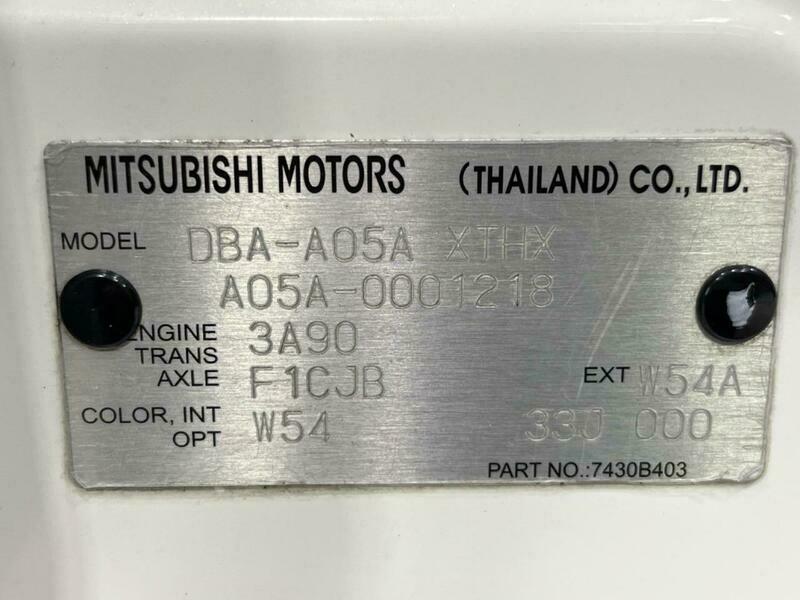 MITSUBISHI MOTORS (THAILAND) CO., LTD.
MODEL DBA-A05A XTHX
A05A-0001218
ENGINE 3A90
TRANS
AXLE F1CJB EXT W54A
COLOR, INT W54 33J 000
OPT
PART NO.:7430B403